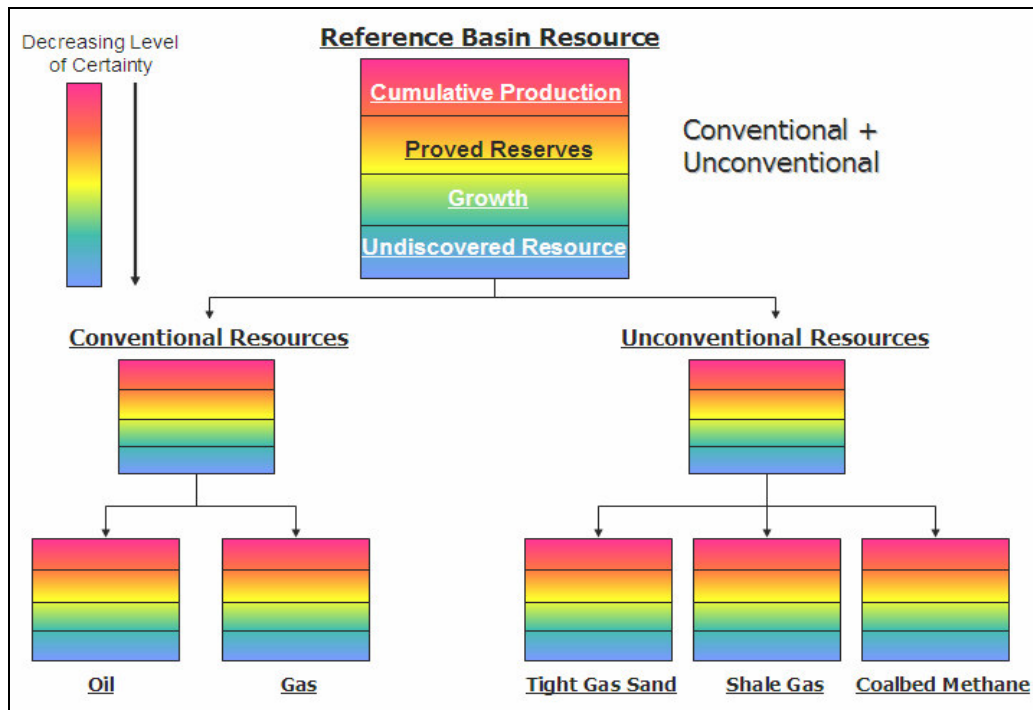 Decreasing Level
of Certainty
Reference Basin Resource
Cumulative Production
Proved Reserves
Growth
Undiscovered Resource
Conventional +
Unconventional
Conventional Resources
Unconventional Resources
Oil
Gas
Tight Gas Sand
Shale Gas
Coalbed Methane